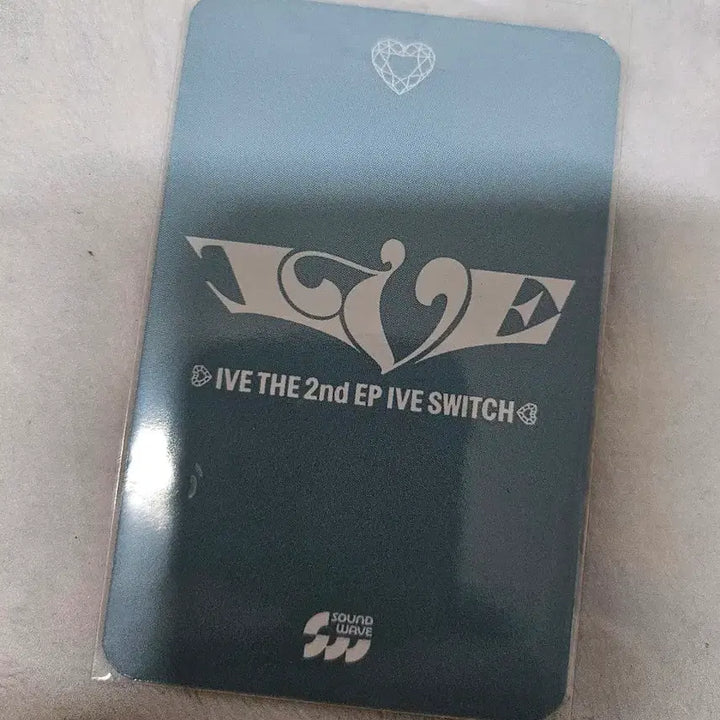 IVE
IVE THE 2nd EP IVE SWITCH
SOUND
WAVE